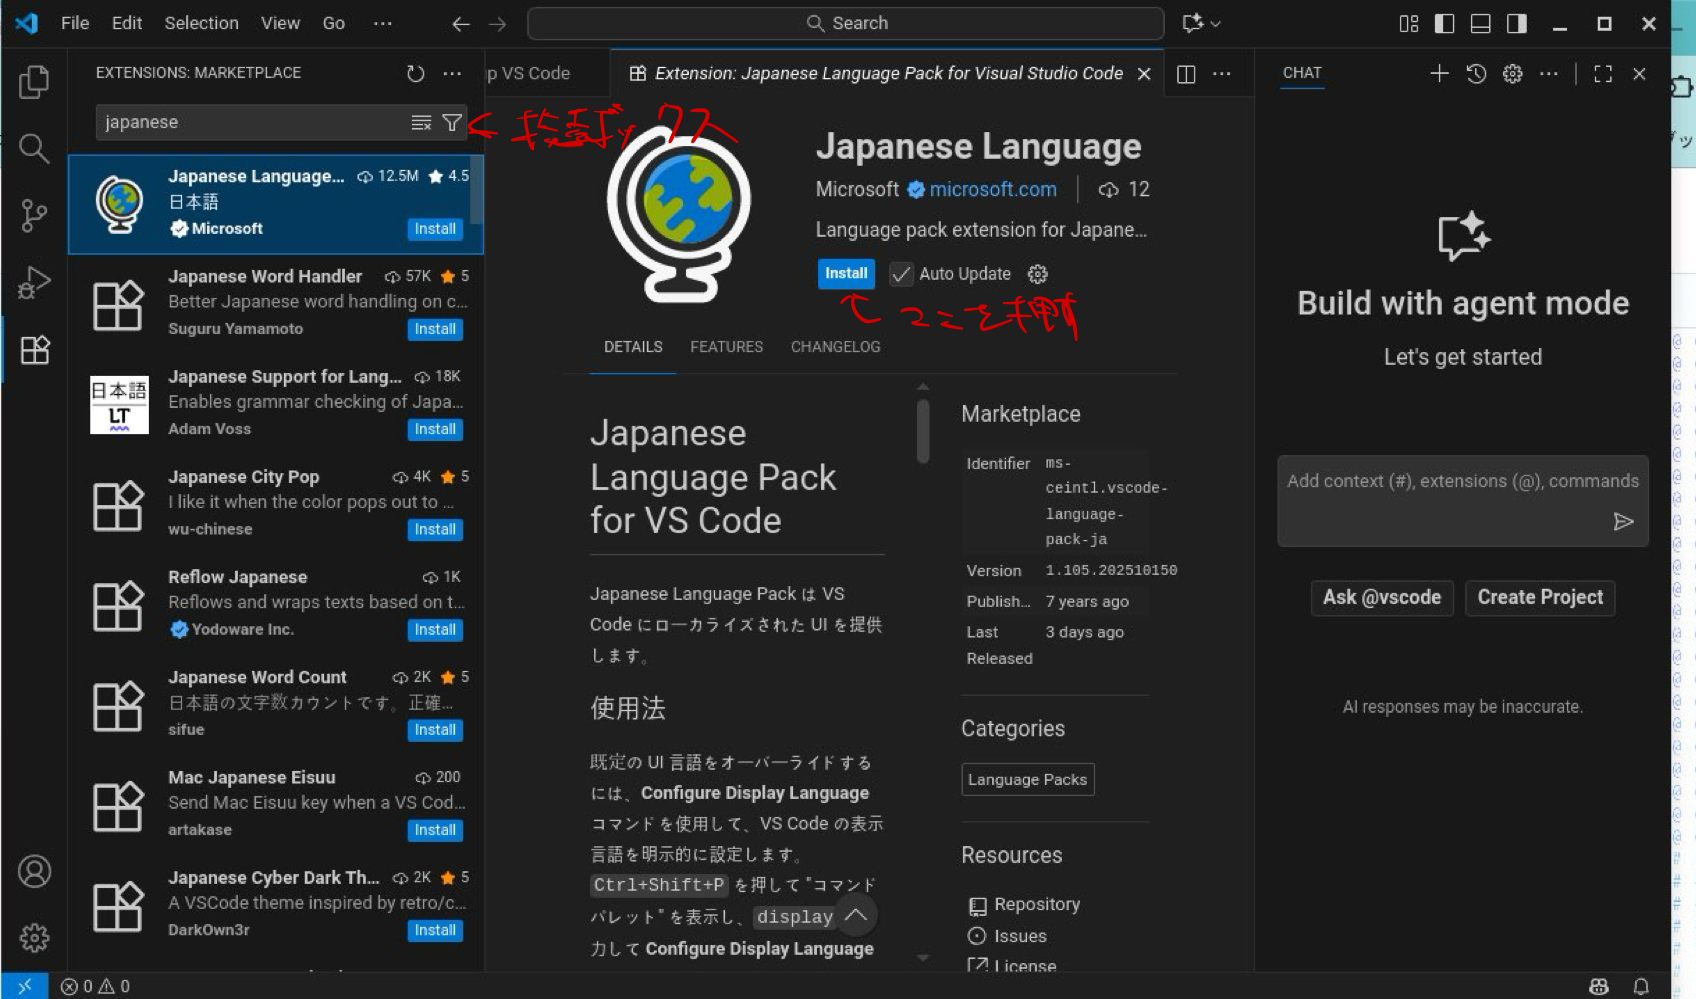 File Edit Selection View Go ··· Search
EXTENSIONS: MARKETPLACE
japanese
Japanese Language... 12.5M 4.5
日本語
Microsoft Install
Japanese Word Handler 57K 5
Better Japanese word handling on c...
Suguru Yamamoto Install
日本語
LT
Japanese Support for Lang... 18K
Enables grammar checking of Japa...
Adam Voss Install
Japanese City Pop 4K 5
I like it when the color pops out to ...
wu-chinese Install
Reflow Japanese 1K
Reflows and wraps texts based on t...
Yodoware Inc. Install
Japanese Word Count 2K 5
日本語の文字数カウントです。正確...
sifue Install
Mac Japanese Eisuu 200
Send Mac Eisuu key when a VS Cod...
artakase Install
Japanese Cyber Dark Th... 2K 5
A VSCode theme inspired by retro/c...
DarkOwn3r Install
0 0
p VS Code
Extension: Japanese Language Pack for Visual Studio Code
Japanese Language
Microsoft microsoft.com 12
Language pack extension for Japane...
Install Auto Update
ここを押す
DETAILS FEATURES CHANGELOG
Japanese
Language Pack
for VS Code
Japanese Language Pack は VS
Code にローカライズされた UI を提供
します。
使用法
既定の UI 言語をオーバーライドする
には、Configure Display Language
コマンドを使用して、VS Code の表示
言語を明示的に設定します。
Ctrl+Shift+P を押して "コマンド
パレット" を表示し、display
力して Configure Display Language
Marketplace
Identifier ms-
ceintl.vscode-
language-
pack-ja
Version 1.105.202510150
Publish... 7 years ago
Last 3 days ago
Released
Categories
Language Packs
Resources
Repository
Issues
License
CHAT
Build with agent mode
Let's get started
Add context (#), extensions (@), commands
Ask @vscode Create Project
AI responses may be inaccurate.